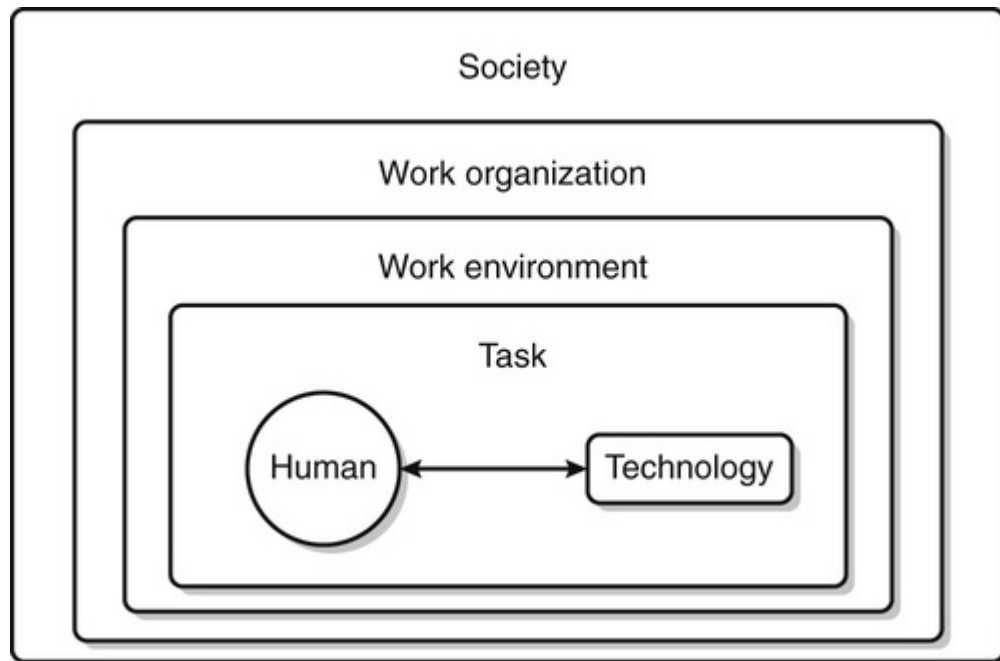 Society
Work organization
Work environment
Task
Human
Technology